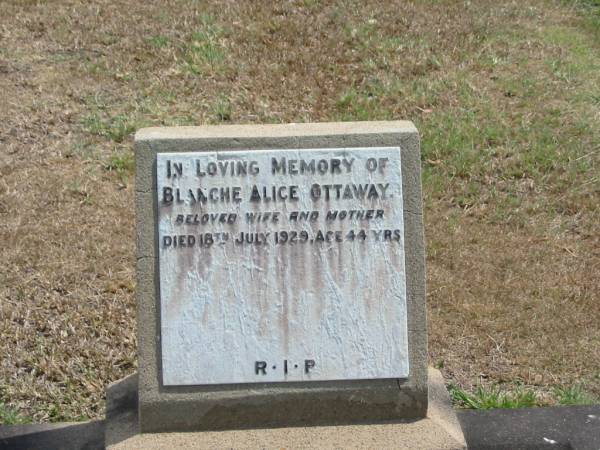 In Loving Memory of
Blanche Alice Ottaway.
Beloved Wife and Mother
Died 18th July 1929, Age 44 Yrs
R·I·P